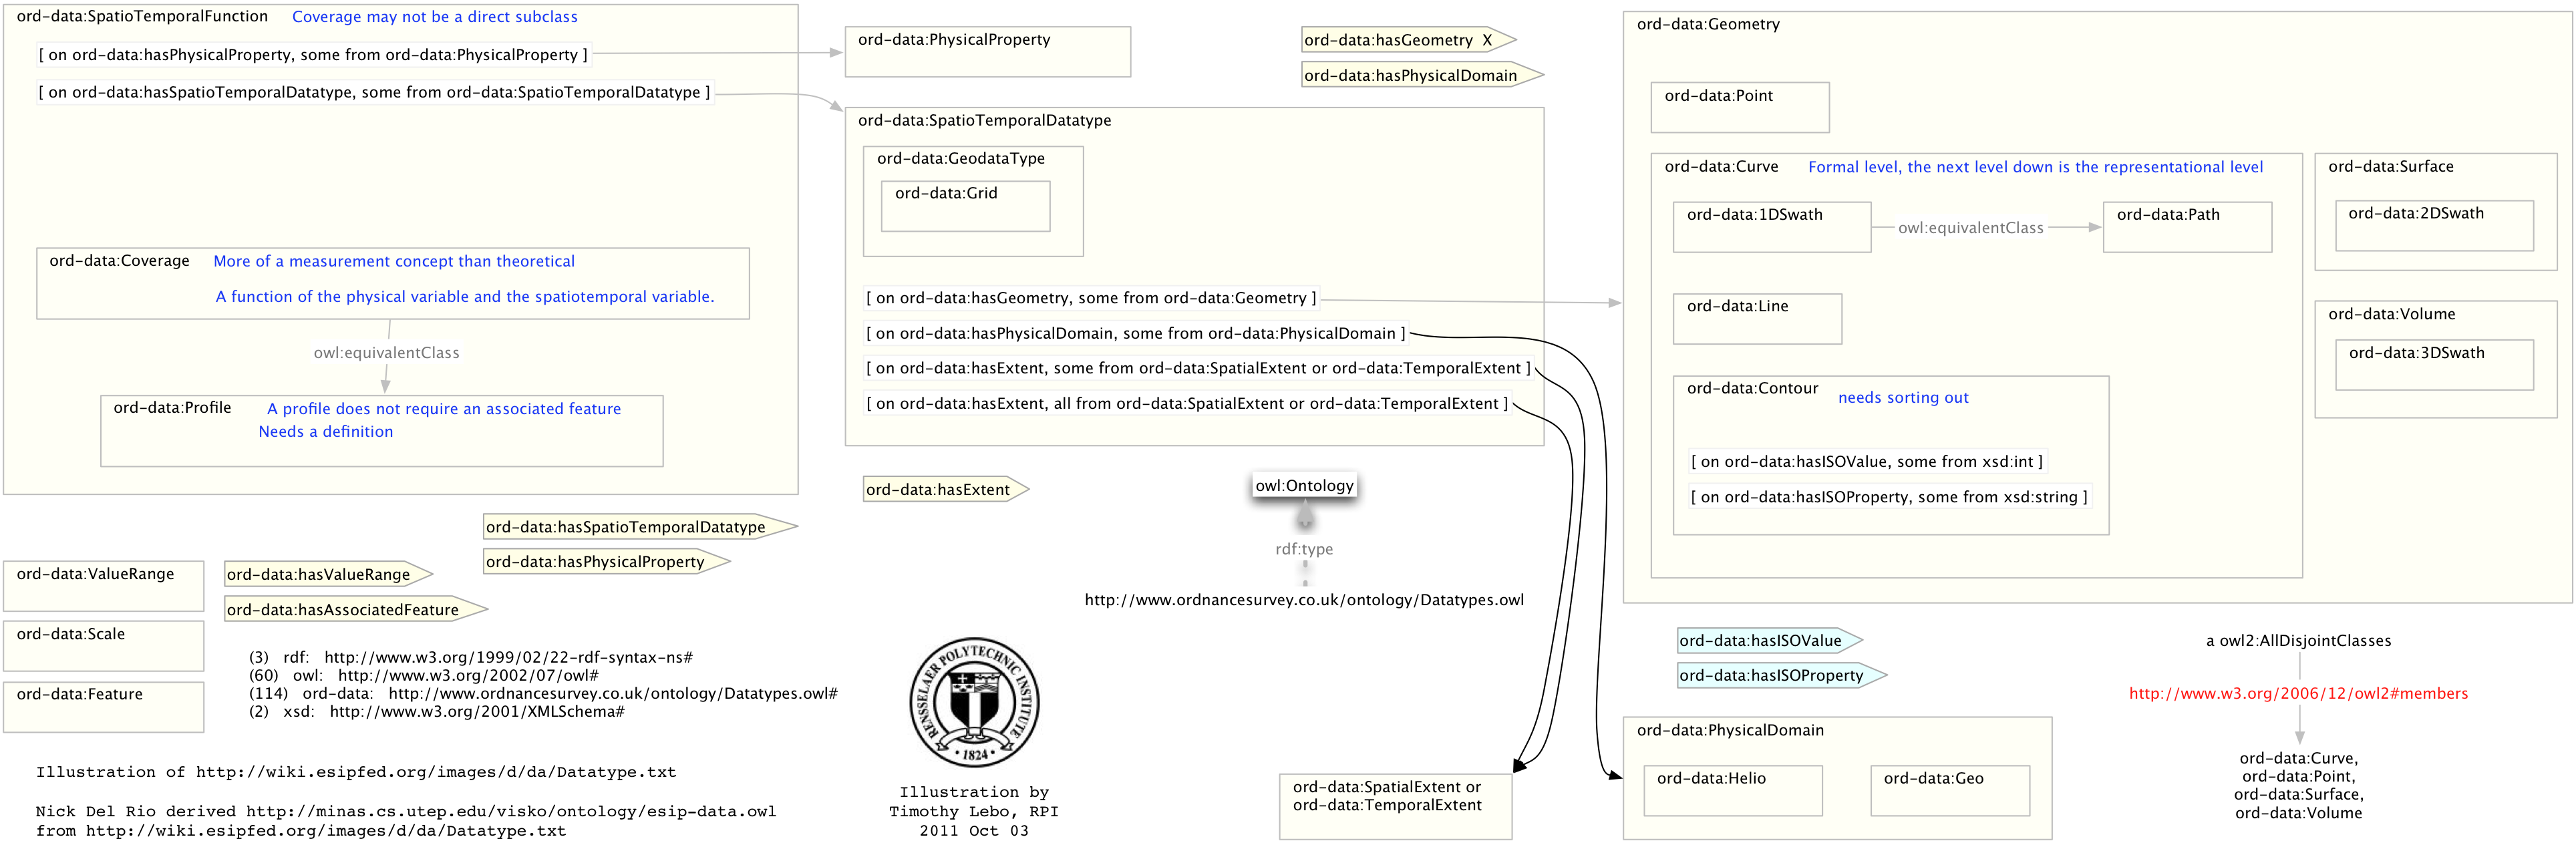 ord-data:SpatioTemporalFunction Coverage may not be a direct subclass
[ on ord-data:hasPhysicalProperty, some from ord-data:PhysicalProperty ]
[ on ord-data:hasSpatioTemporalDatatype, some from ord-data:SpatioTemporalDatatype ]
ord-data:Coverage More of a measurement concept than theoretical
A function of the physical variable and the spatiotemporal variable.
owl:equivalentClass
ord-data:Profile A profile does not require an associated feature
Needs a definition
ord-data:PhysicalProperty
ord-data:hasGeometry X
ord-data:hasPhysicalDomain
ord-data:SpatioTemporalDatatype
ord-data:GeodataType
ord-data:Grid
[ on ord-data:hasGeometry, some from ord-data:Geometry ]
[ on ord-data:hasPhysicalDomain, some from ord-data:PhysicalDomain ]
[ on ord-data:hasExtent, some from ord-data:SpatialExtent or ord-data:TemporalExtent ]
[ on ord-data:hasExtent, all from ord-data:SpatialExtent or ord-data:TemporalExtent ]
ord-data:Geometry
ord-data:Point
ord-data:Curve Formal level, the next level down is the representational level
ord-data:1DSwath
owl:equivalentClass
ord-data:Path
ord-data:Line
ord-data:Contour
needs sorting out
[ on ord-data:hasISOValue, some from xsd:int ]
[ on ord-data:hasISOProperty, some from xsd:string ]
ord-data:Surface
ord-data:2DSwath
ord-data:Volume
ord-data:3DSwath
ord-data:hasExtent
owl:Ontology
rdf:type
http://www.ordnancesurvey.co.uk/ontology/Datatypes.owl
ord-data:hasSpatioTemporalDatatype
ord-data:hasPhysicalProperty
ord-data:ValueRange
ord-data:hasValueRange
ord-data:hasAssociatedFeature
ord-data:Scale
ord-data:Feature
(3) rdf: http://www.w3.org/1999/02/22-rdf-syntax-ns#
(60) owl: http://www.w3.org/2002/07/owl#
(114) ord-data: http://www.ordnancesurvey.co.uk/ontology/Datatypes.owl#
(2) xsd: http://www.w3.org/2001/XMLSchema#
Illustration of http://wiki.esipfed.org/images/d/da/Datatype.txt
Nick Del Rio derived http://minas.cs.utep.edu/visko/ontology/esip-data.owl
from http://wiki.esipfed.org/images/d/da/Datatype.txt
RENSSELAER POLYTECHNIC INSTITUTE
• 1824 •
Illustration by
Timothy Lebo, RPI
2011 Oct 03
ord-data:SpatialExtent or
ord-data:TemporalExtent
ord-data:hasISOValue
ord-data:hasISOProperty
ord-data:PhysicalDomain
ord-data:Helio
ord-data:Geo
a owl2:AllDisjointClasses
http://www.w3.org/2006/12/owl2#members
ord-data:Curve,
ord-data:Point,
ord-data:Surface,
ord-data:Volume